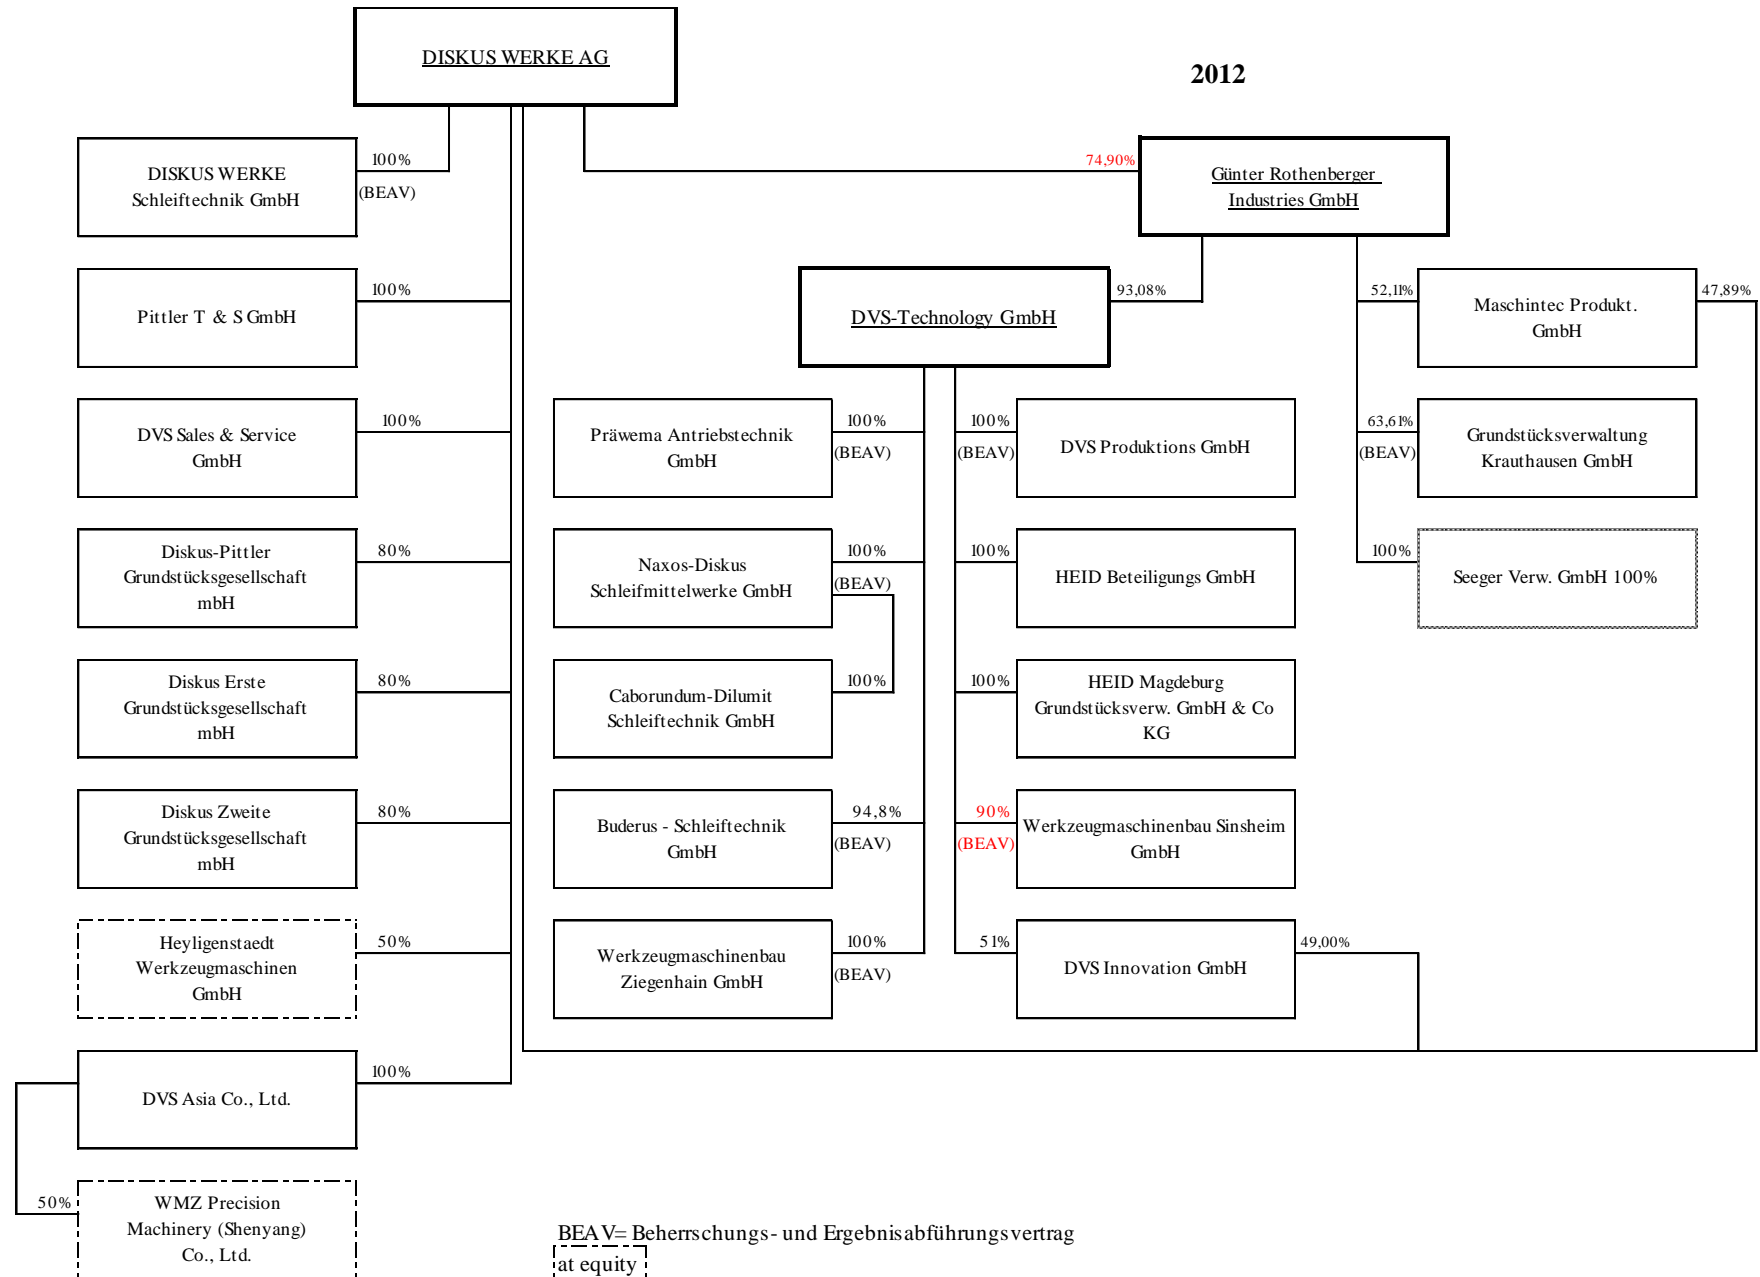 DISKUS WERKE AG
2012
DISKUS WERKE
Schleiftechnik GmbH
100%
(BEAV)
74,90%
Günter Rothenberger
Industries GmbH
Pittler T & S GmbH
100%
DVS-Technology GmbH
93,08%
52,11%
Maschintec Produkt.
GmbH
47,89%
DVS Sales & Service
GmbH
100%
Präwema Antriebstechnik
GmbH
100%
(BEAV)
100%
(BEAV)
DVS Produktions GmbH
63,61%
(BEAV)
Grundstücksverwaltung
Krauthausen GmbH
Diskus-Pittler
Grundstücksgesellschaft
mbH
80%
Naxos-Diskus
Schleifmittelwerke GmbH
100%
(BEAV)
100%
HEID Beteiligungs GmbH
100%
Seeger Verw. GmbH 100%
Diskus Erste
Grundstücksgesellschaft
mbH
80%
Caborundum-Dilumit
Schleiftechnik GmbH
100%
100%
HEID Magdeburg
Grundstücksverw. GmbH & Co
KG
Diskus Zweite
Grundstücksgesellschaft
mbH
80%
Buderus - Schleiftechnik
GmbH
94,8%
(BEAV)
90%
(BEAV)
Werkzeugmaschinenbau Sinsheim
GmbH
Heyligenstaedt
Werkzeugmaschinen
GmbH
50%
Werkzeugmaschinenbau
Ziegenhain GmbH
100%
(BEAV)
51%
DVS Innovation GmbH
49,00%
DVS Asia Co., Ltd.
100%
50%
WMZ Precision
Machinery (Shenyang)
Co., Ltd.
BEAV= Beherrschungs- und Ergebnisabführungsvertrag
at equity